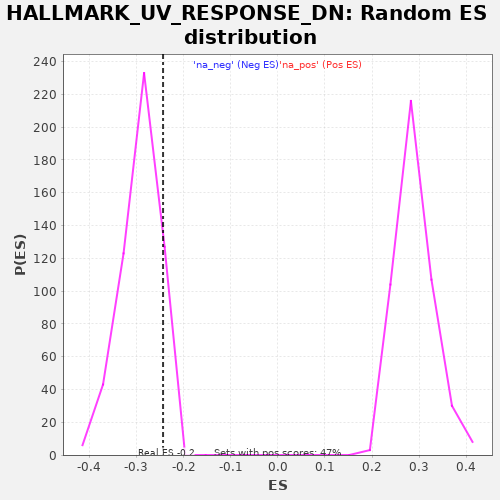 HALLMARK_UV_RESPONSE_DN: Random ES
distribution
'na_neg' (Neg ES) 'na_pos' (Pos ES)
240
220
200
180
160
140
120
100
80
60
40
20
0
P(ES)
Real ES -0.2
Sets with pos scores: 47%
-0.4 -0.3 -0.2 -0.1 0.0 0.1 0.2 0.3 0.4
ES